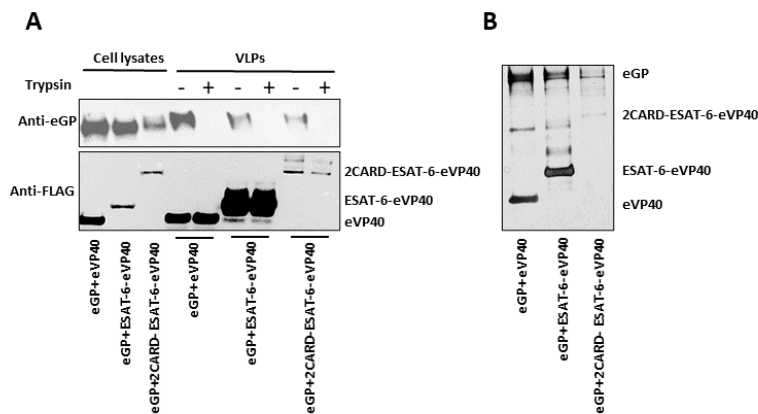 A
Cell lysates VLPs
Trypsin - + - + - +
Anti-eGP
Anti-FLAG
2CARD-ESAT-6-eVP40
ESAT-6-eVP40
eVP40
eGP+eVP40
eGP+ESAT-6-eVP40
eGP+2CARD- ESAT-6-eVP40
eGP+eVP40
eGP+ESAT-6-eVP40
eGP+2CARD-ESAT-6-eVP40
B
eGP
2CARD-ESAT-6-eVP40
ESAT-6-eVP40
eVP40
eGP+eVP40
eGP+ESAT-6-eVP40
eGP+2CARD- ESAT-6-eVP40